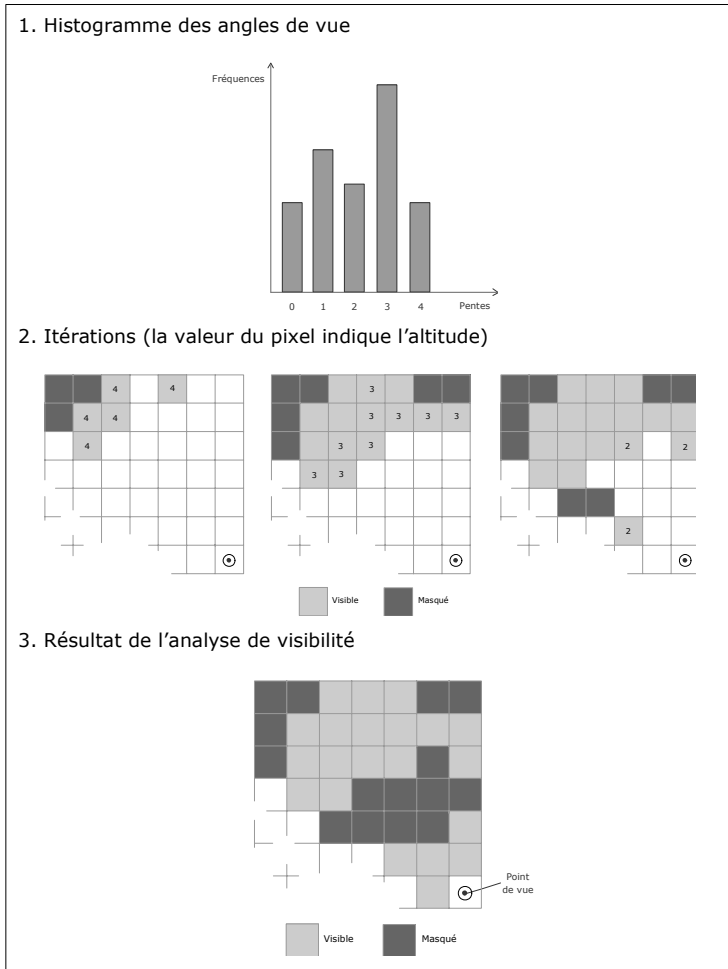 1. Histogramme des angles de vue
Fréquences
0 1 2 3 4 Pentes
2. Itérations (la valeur du pixel indique l’altitude)
4 4
4 4
4
3
3 3 3 3
3 3
3 3
2 2
2
Visible Masqué
3. Résultat de l’analyse de visibilité
Point
de vue
Visible Masqué